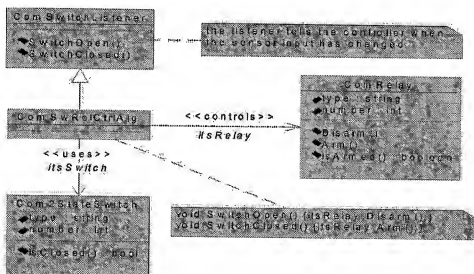 ComSwitchListener
SwitchOpen()
SwitchClosed()
the listener tells the controller when
the sensor input has changed
ComRelay
type string
number int
Disarm()
Arm()
isArmed() boolean
ComSwRelCtrlAlg
<<controls>>
itsRelay
<<uses>>
itsSwitch
Com2StateSwitch
type string
number int
isClosed() bool
void SwitchOpen() {itsRelay.Disarm();}
void SwitchClosed() {itsRelay.Arm();}